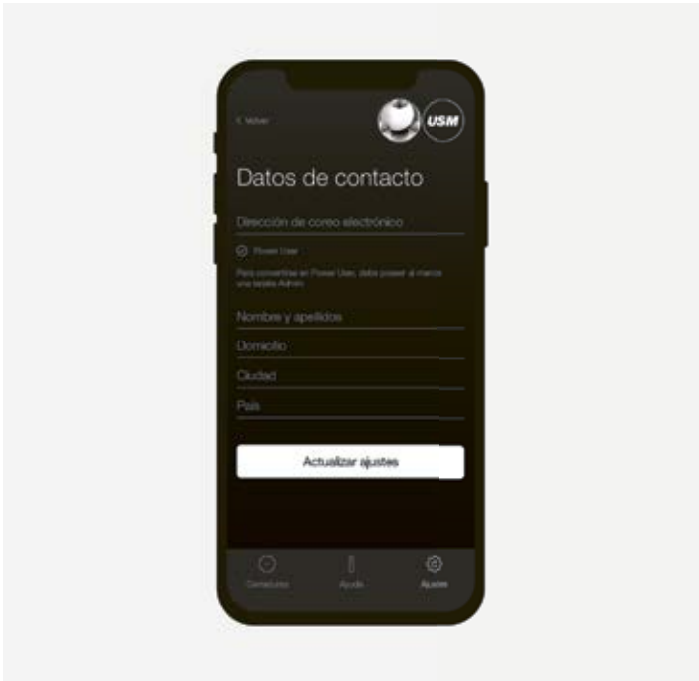 < Volver
USM
Datos de contacto
Dirección de correo electrónico
Power User
Para convertirse en Power User, debe poseer al menos
una tarjeta Admin
Nombre y apellidos
Domicilio
Ciudad
País
Actualizar ajustes
Cerraduras
Ayuda
Ajustes